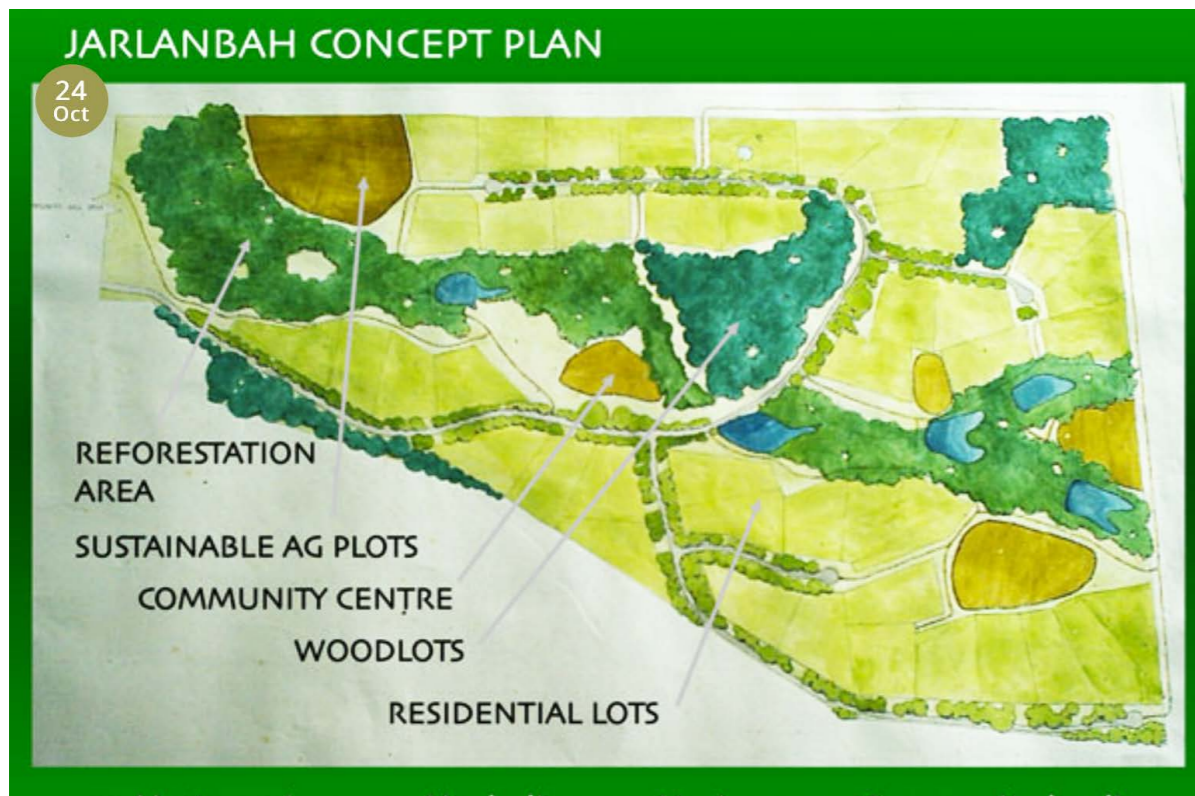 JARLANBAH CONCEPT PLAN
24
Oct
REFORESTATION
AREA
SUSTAINABLE AG PLOTS
COMMUNITY CENTRE
WOODLOTS
RESIDENTIAL LOTS